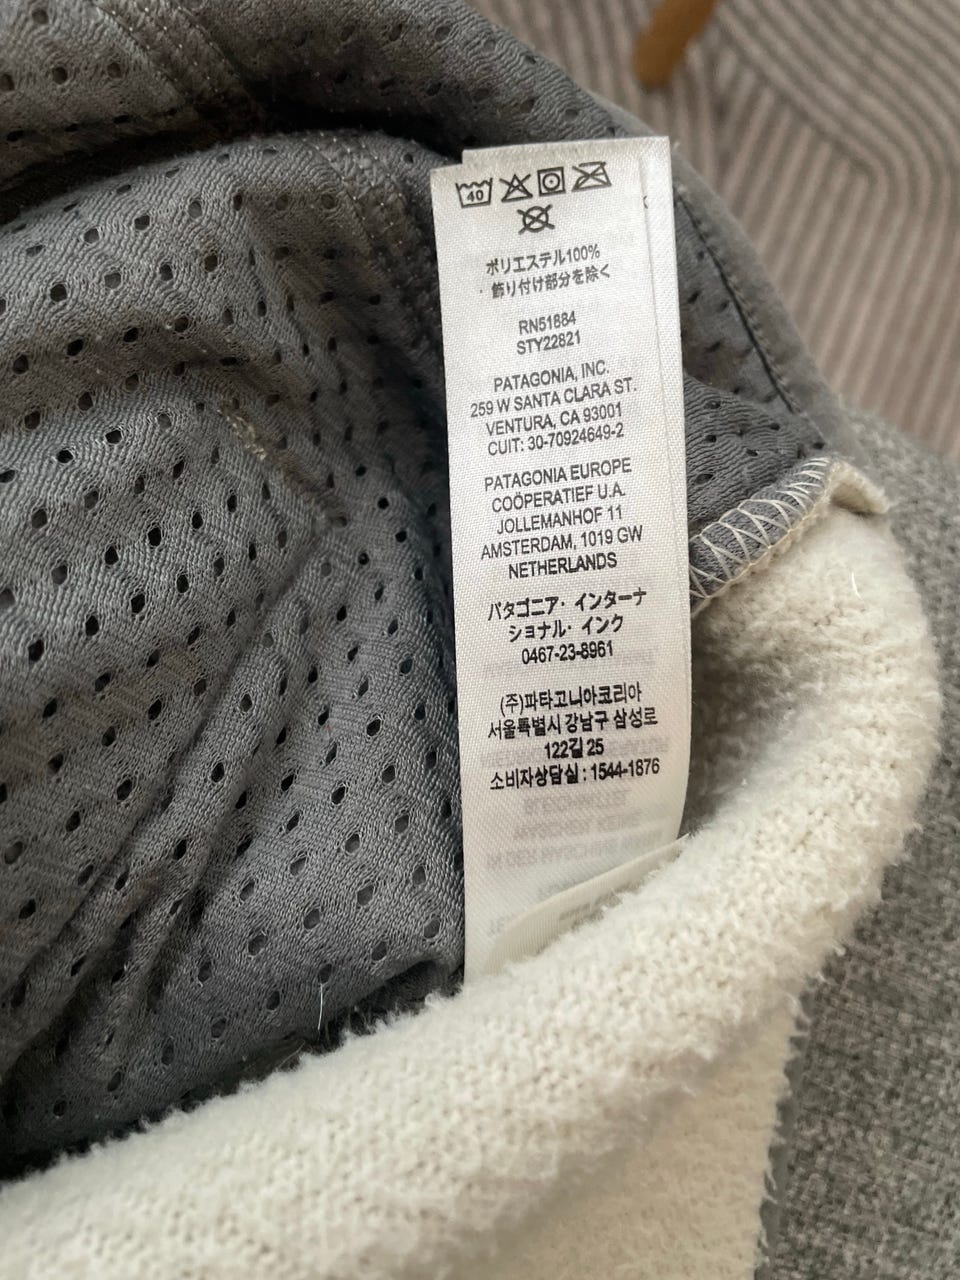 40
ポリエステル100%
・飾り付け部分を除く
RN51884
STY22821
PATAGONIA, INC.
259 W SANTA CLARA ST.
VENTURA, CA 93001
CUIT: 30-70924649-2
PATAGONIA EUROPE
COÖPERATIEF U.A.
JOLLEMANHOF 11
AMSTERDAM, 1019 GW
NETHERLANDS
パタゴニア・インターナ
ショナル・インク
0467-23-8961
(주)파타고니아코리아
서울특별시 강남구 삼성로
122길 25
소비자상담실 : 1544-1876